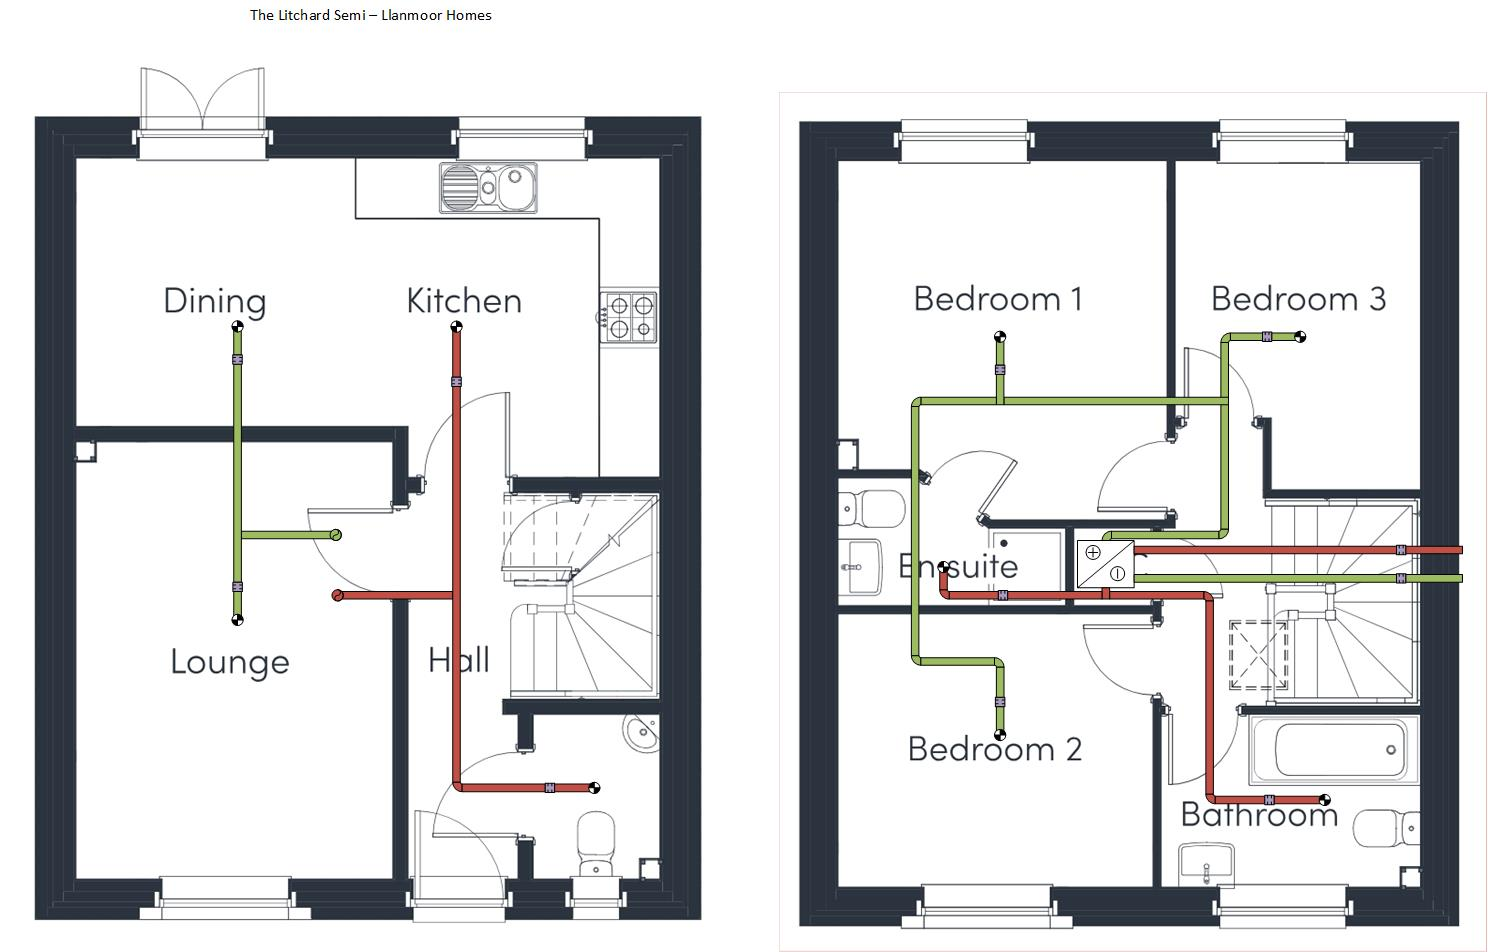 The Litchard Semi – Llanmoor Homes
Dining
Kitchen
Lounge
Hall
Bedroom 1
Bedroom 3
Ensuite
Bedroom 2
Bathroom